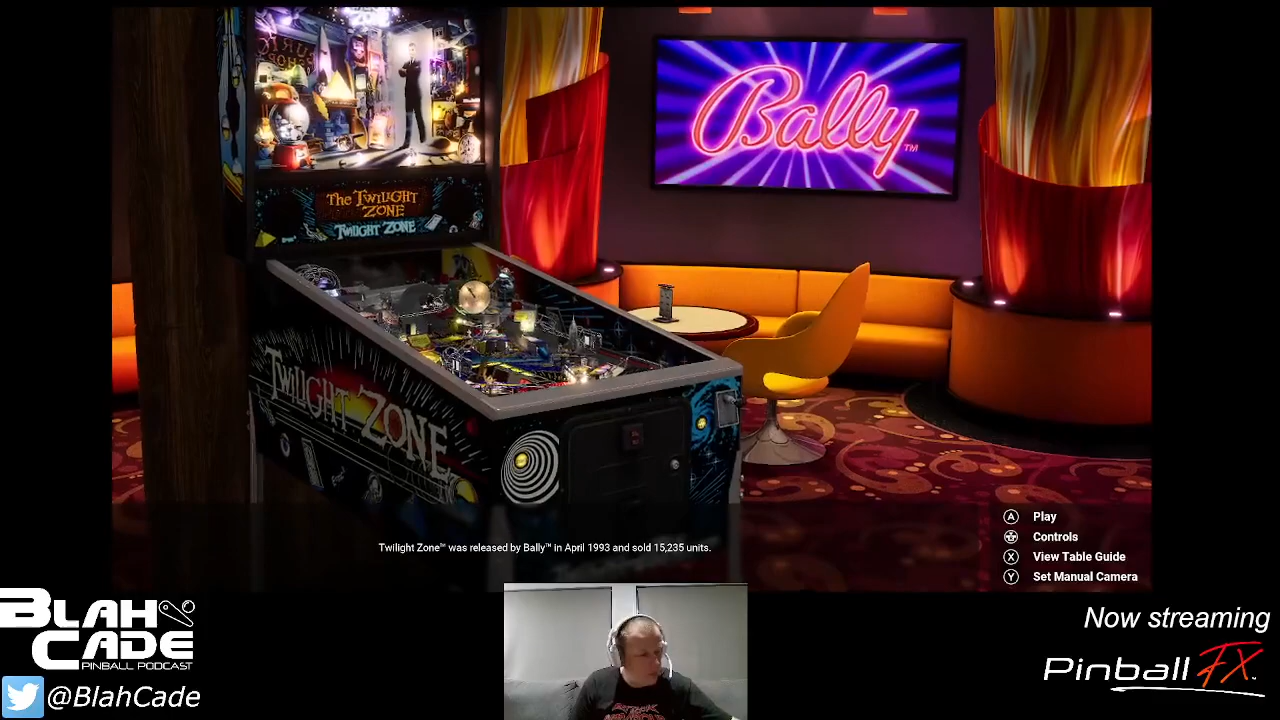 Bally™
The Twilight
Zone
Twilight Zone
Twilight Zone
Twilight Zone™ was released by Bally™ in April 1993 and sold 15,235 units.
A Play
Controls
X View Table Guide
Y Set Manual Camera
Blah
Cade
Pinball Podcast
@BlahCade
Now streaming
Pinball FX